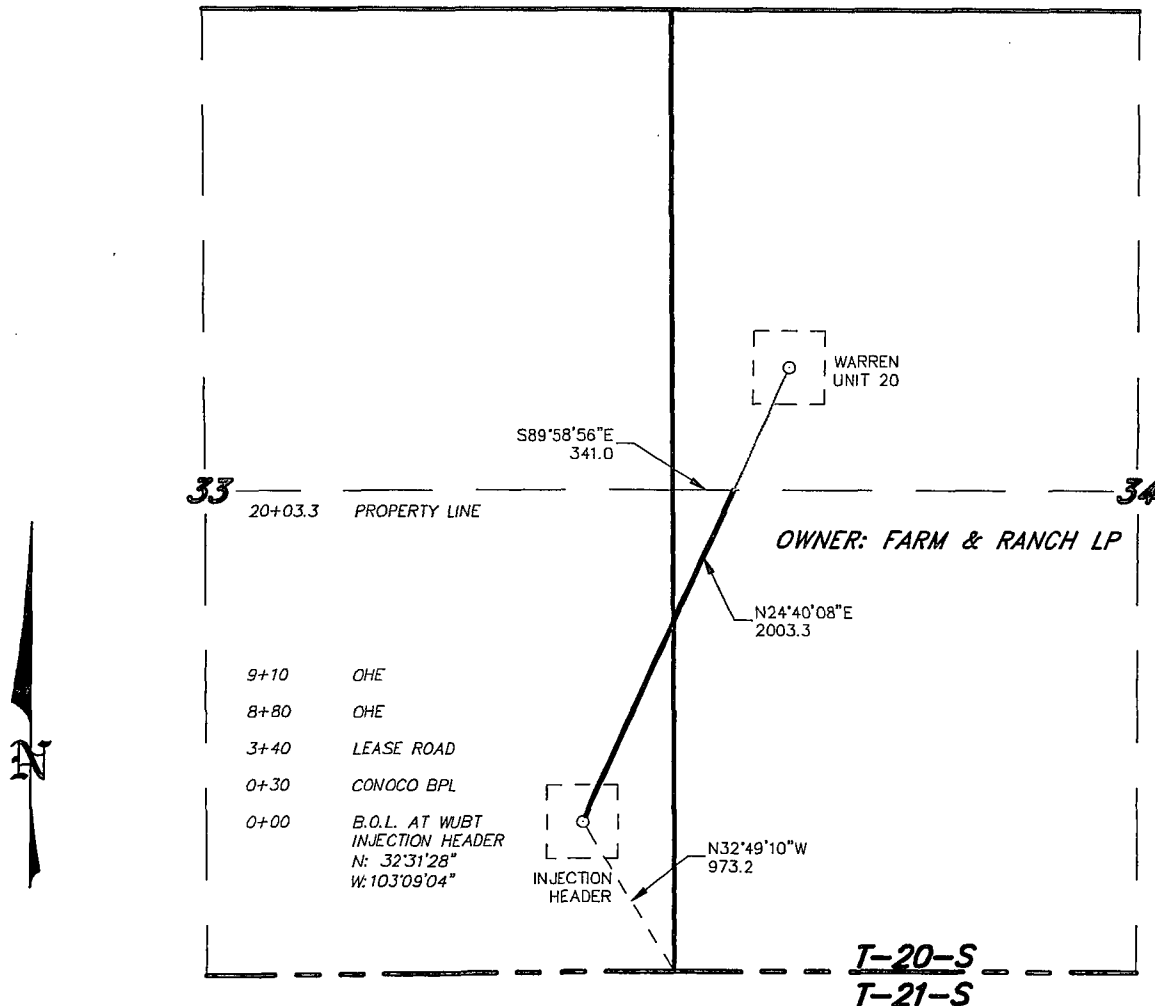 WARREN
UNIT 20
S89°58'56"E
341.0
33
34
20+03.3 PROPERTY LINE
OWNER: FARM & RANCH LP
N24°40'08"E
2003.3
9+10 OHE
8+80 OHE
3+40 LEASE ROAD
0+30 CONOCO BPL
0+00 B.O.L. AT WUBT
INJECTION HEADER
N: 32°31'28"
W: 103°09'04"
N
INJECTION
HEADER
N32°49'10"W
973.2
T-20-S
T-21-S